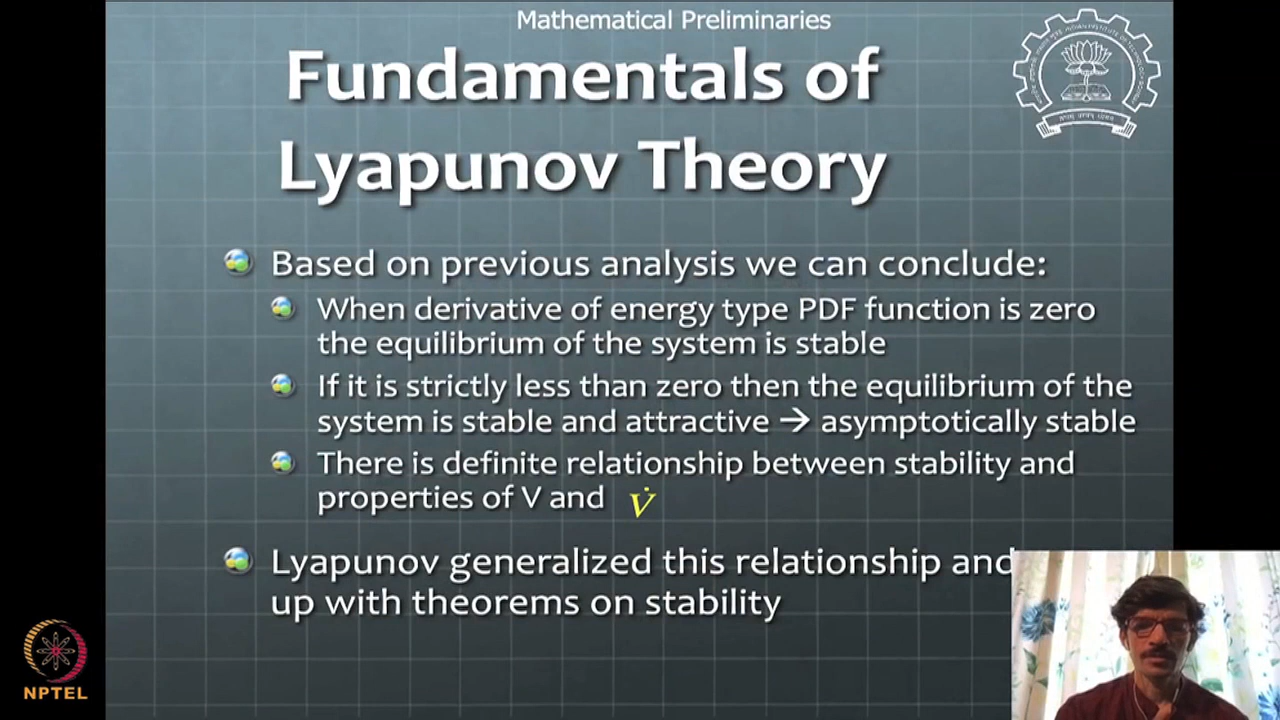 Mathematical Preliminaries
Fundamentals of
Lyapunov Theory
Based on previous analysis we can conclude:
When derivative of energy type PDF function is zero
the equilibrium of the system is stable
If it is strictly less than zero then the equilibrium of the
system is stable and attractive → asymptotically stable
There is definite relationship between stability and
properties of V and V̇
Lyapunov generalized this relationship and
up with theorems on stability
NPTEL